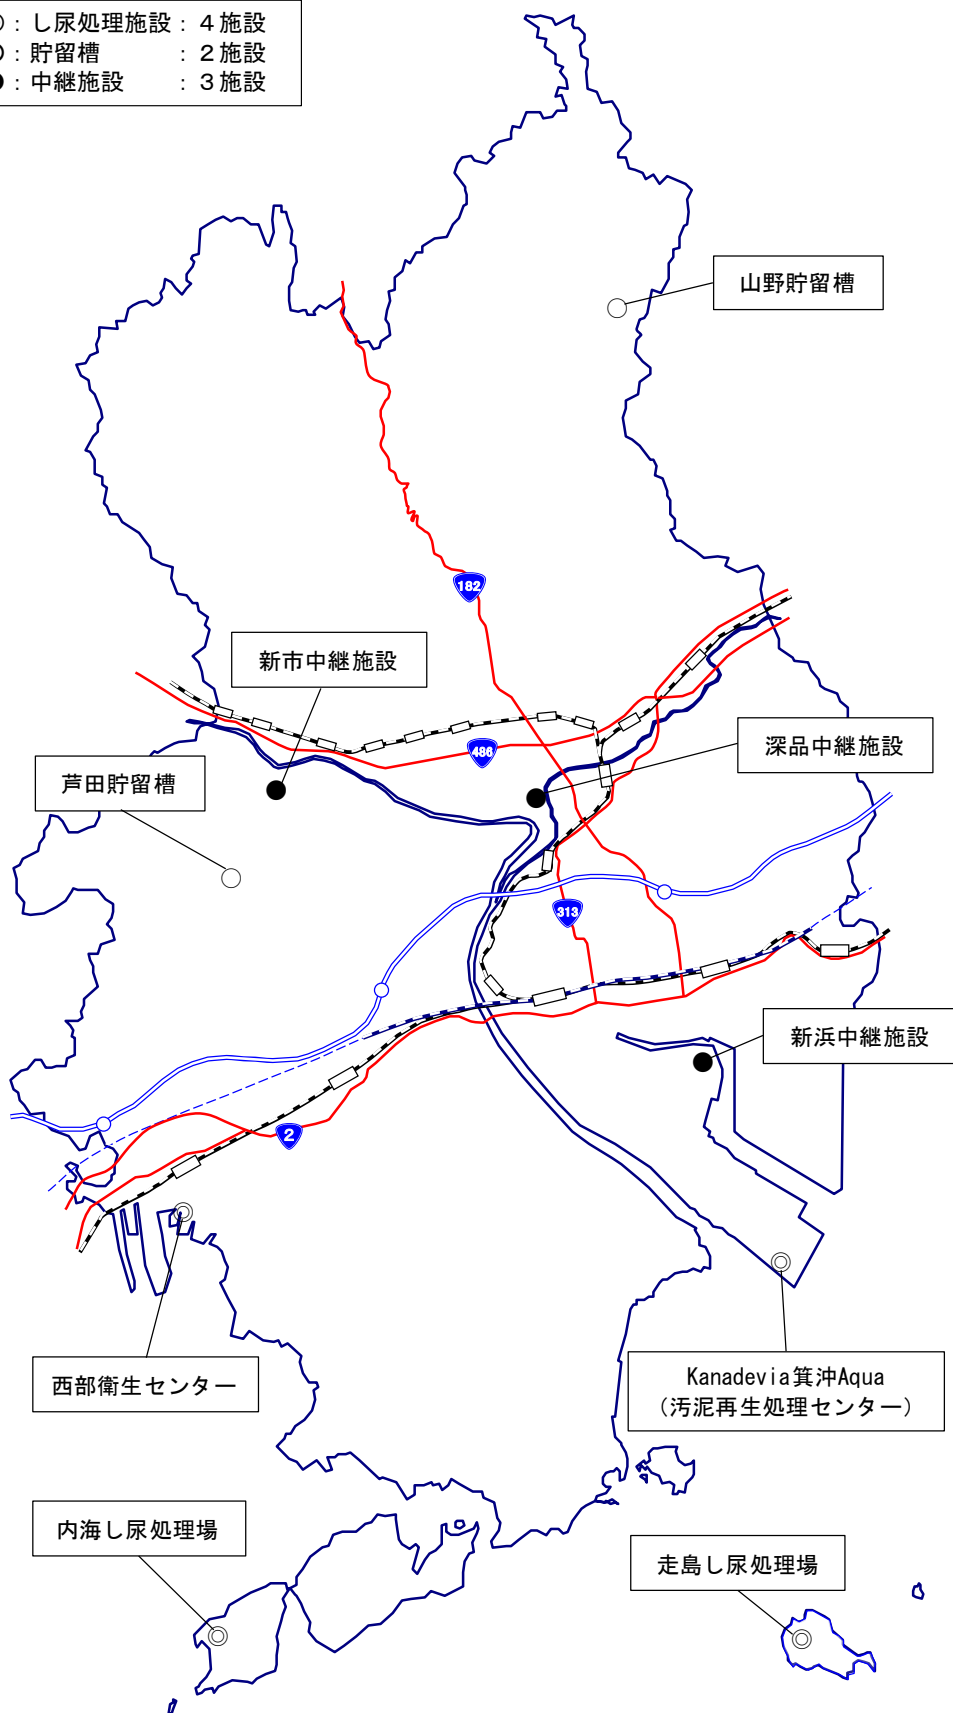 ：し尿処理施設：４施設
：貯留槽　　　：２施設
●：中継施設　　：３施設
山野貯留槽
182
新市中継施設
深品中継施設
486
芦田貯留槽
313
新浜中継施設
2
西部衛生センター
Kanadevia箕沖Aqua
（汚泥再生処理センター）
内海し尿処理場
走島し尿処理場